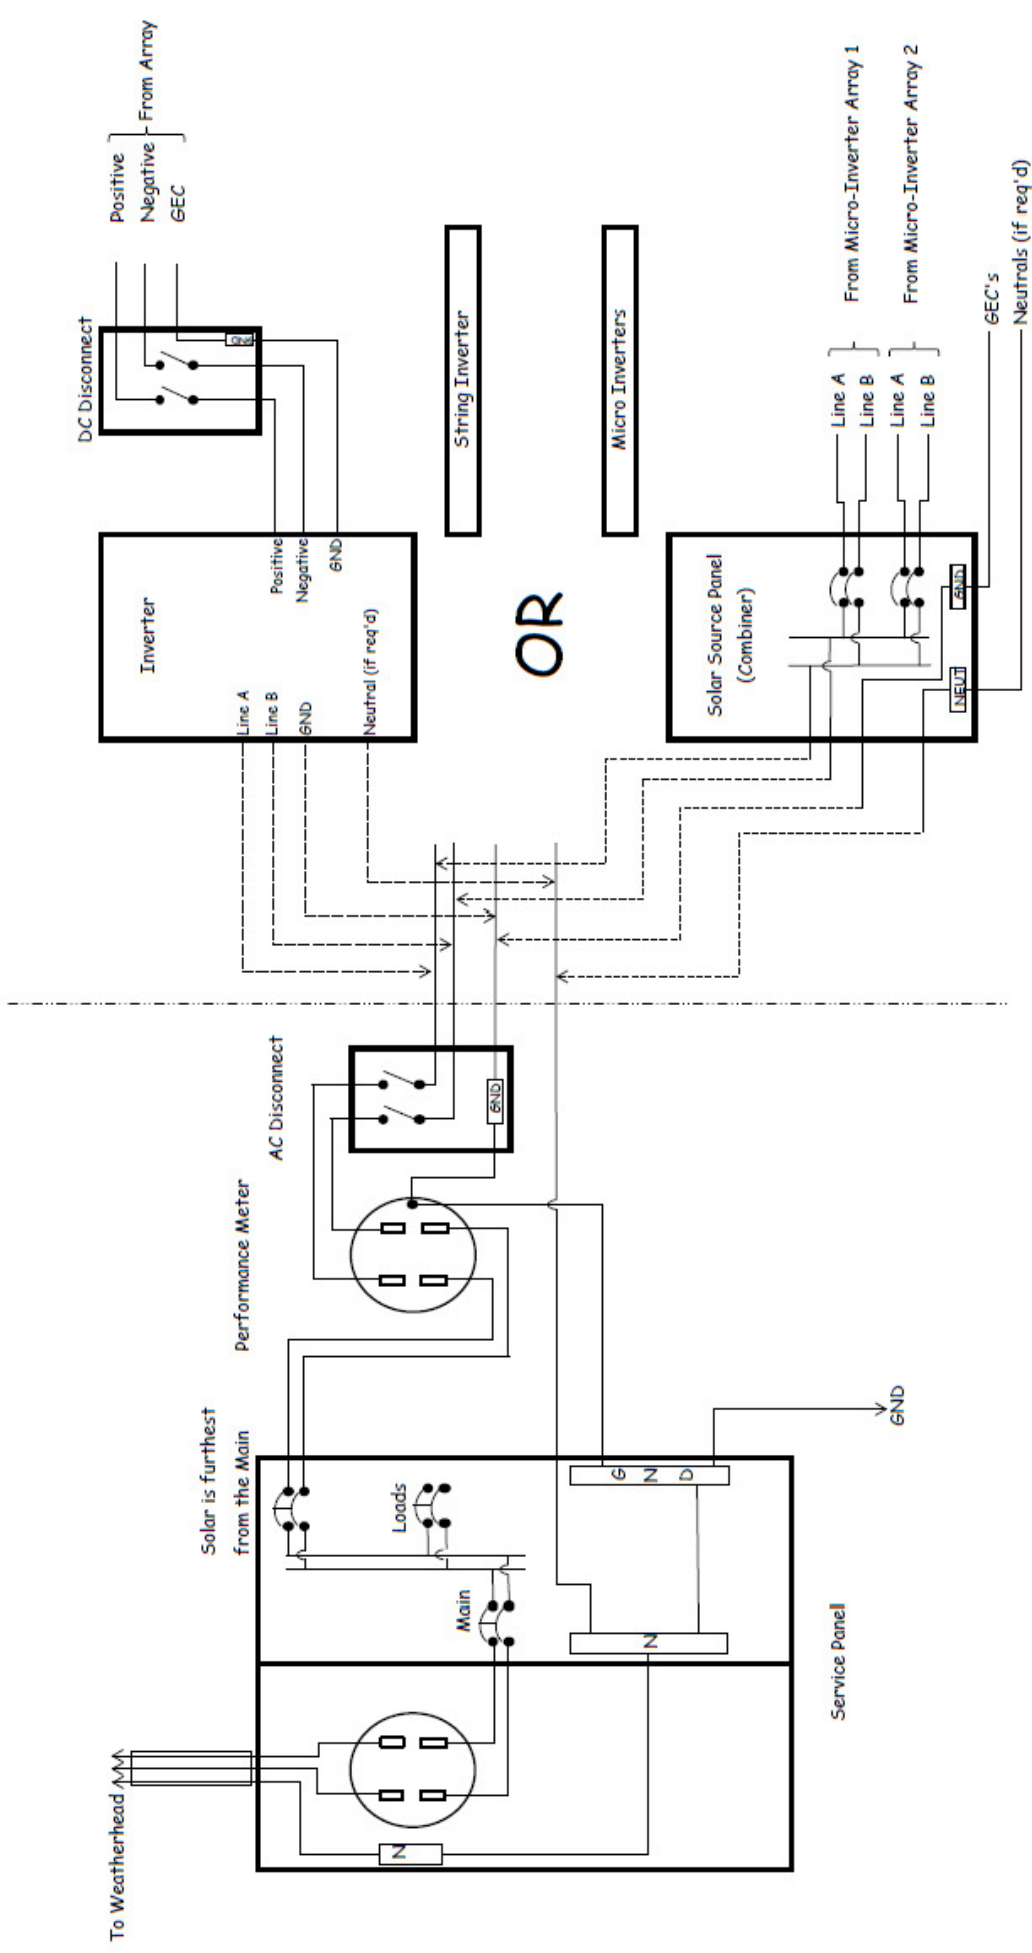 To Weatherhead
Solar is furthest
from the Main
Main
Loads
N
N
G N D
GND
Service Panel
Performance Meter
AC Disconnect
GND
Inverter
Line A
Line B
GND
Neutral (if req'd)
Positive
Negative
GND
DC Disconnect
Positive
Negative
GEC
From Array
String Inverter
OR
Micro Inverters
Solar Source Panel
(Combiner)
NEUT
GND
Line A
Line B
From Micro-Inverter Array 1
Line A
Line B
From Micro-Inverter Array 2
GEC's
Neutrals (if req'd)